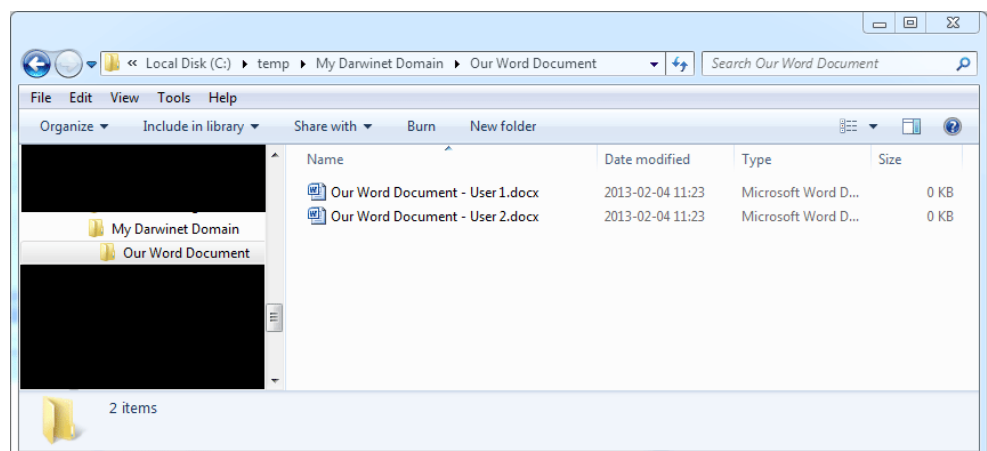 « Local Disk (C:) ▸ temp ▸ My Darwinet Domain ▸ Our Word Document
Search Our Word Document
File Edit View Tools Help
Organize Include in library Share with Burn New folder
Name Date modified Type Size
Our Word Document - User 1.docx 2013-02-04 11:23 Microsoft Word D... 0 KB
Our Word Document - User 2.docx 2013-02-04 11:23 Microsoft Word D... 0 KB
My Darwinet Domain
Our Word Document
2 items